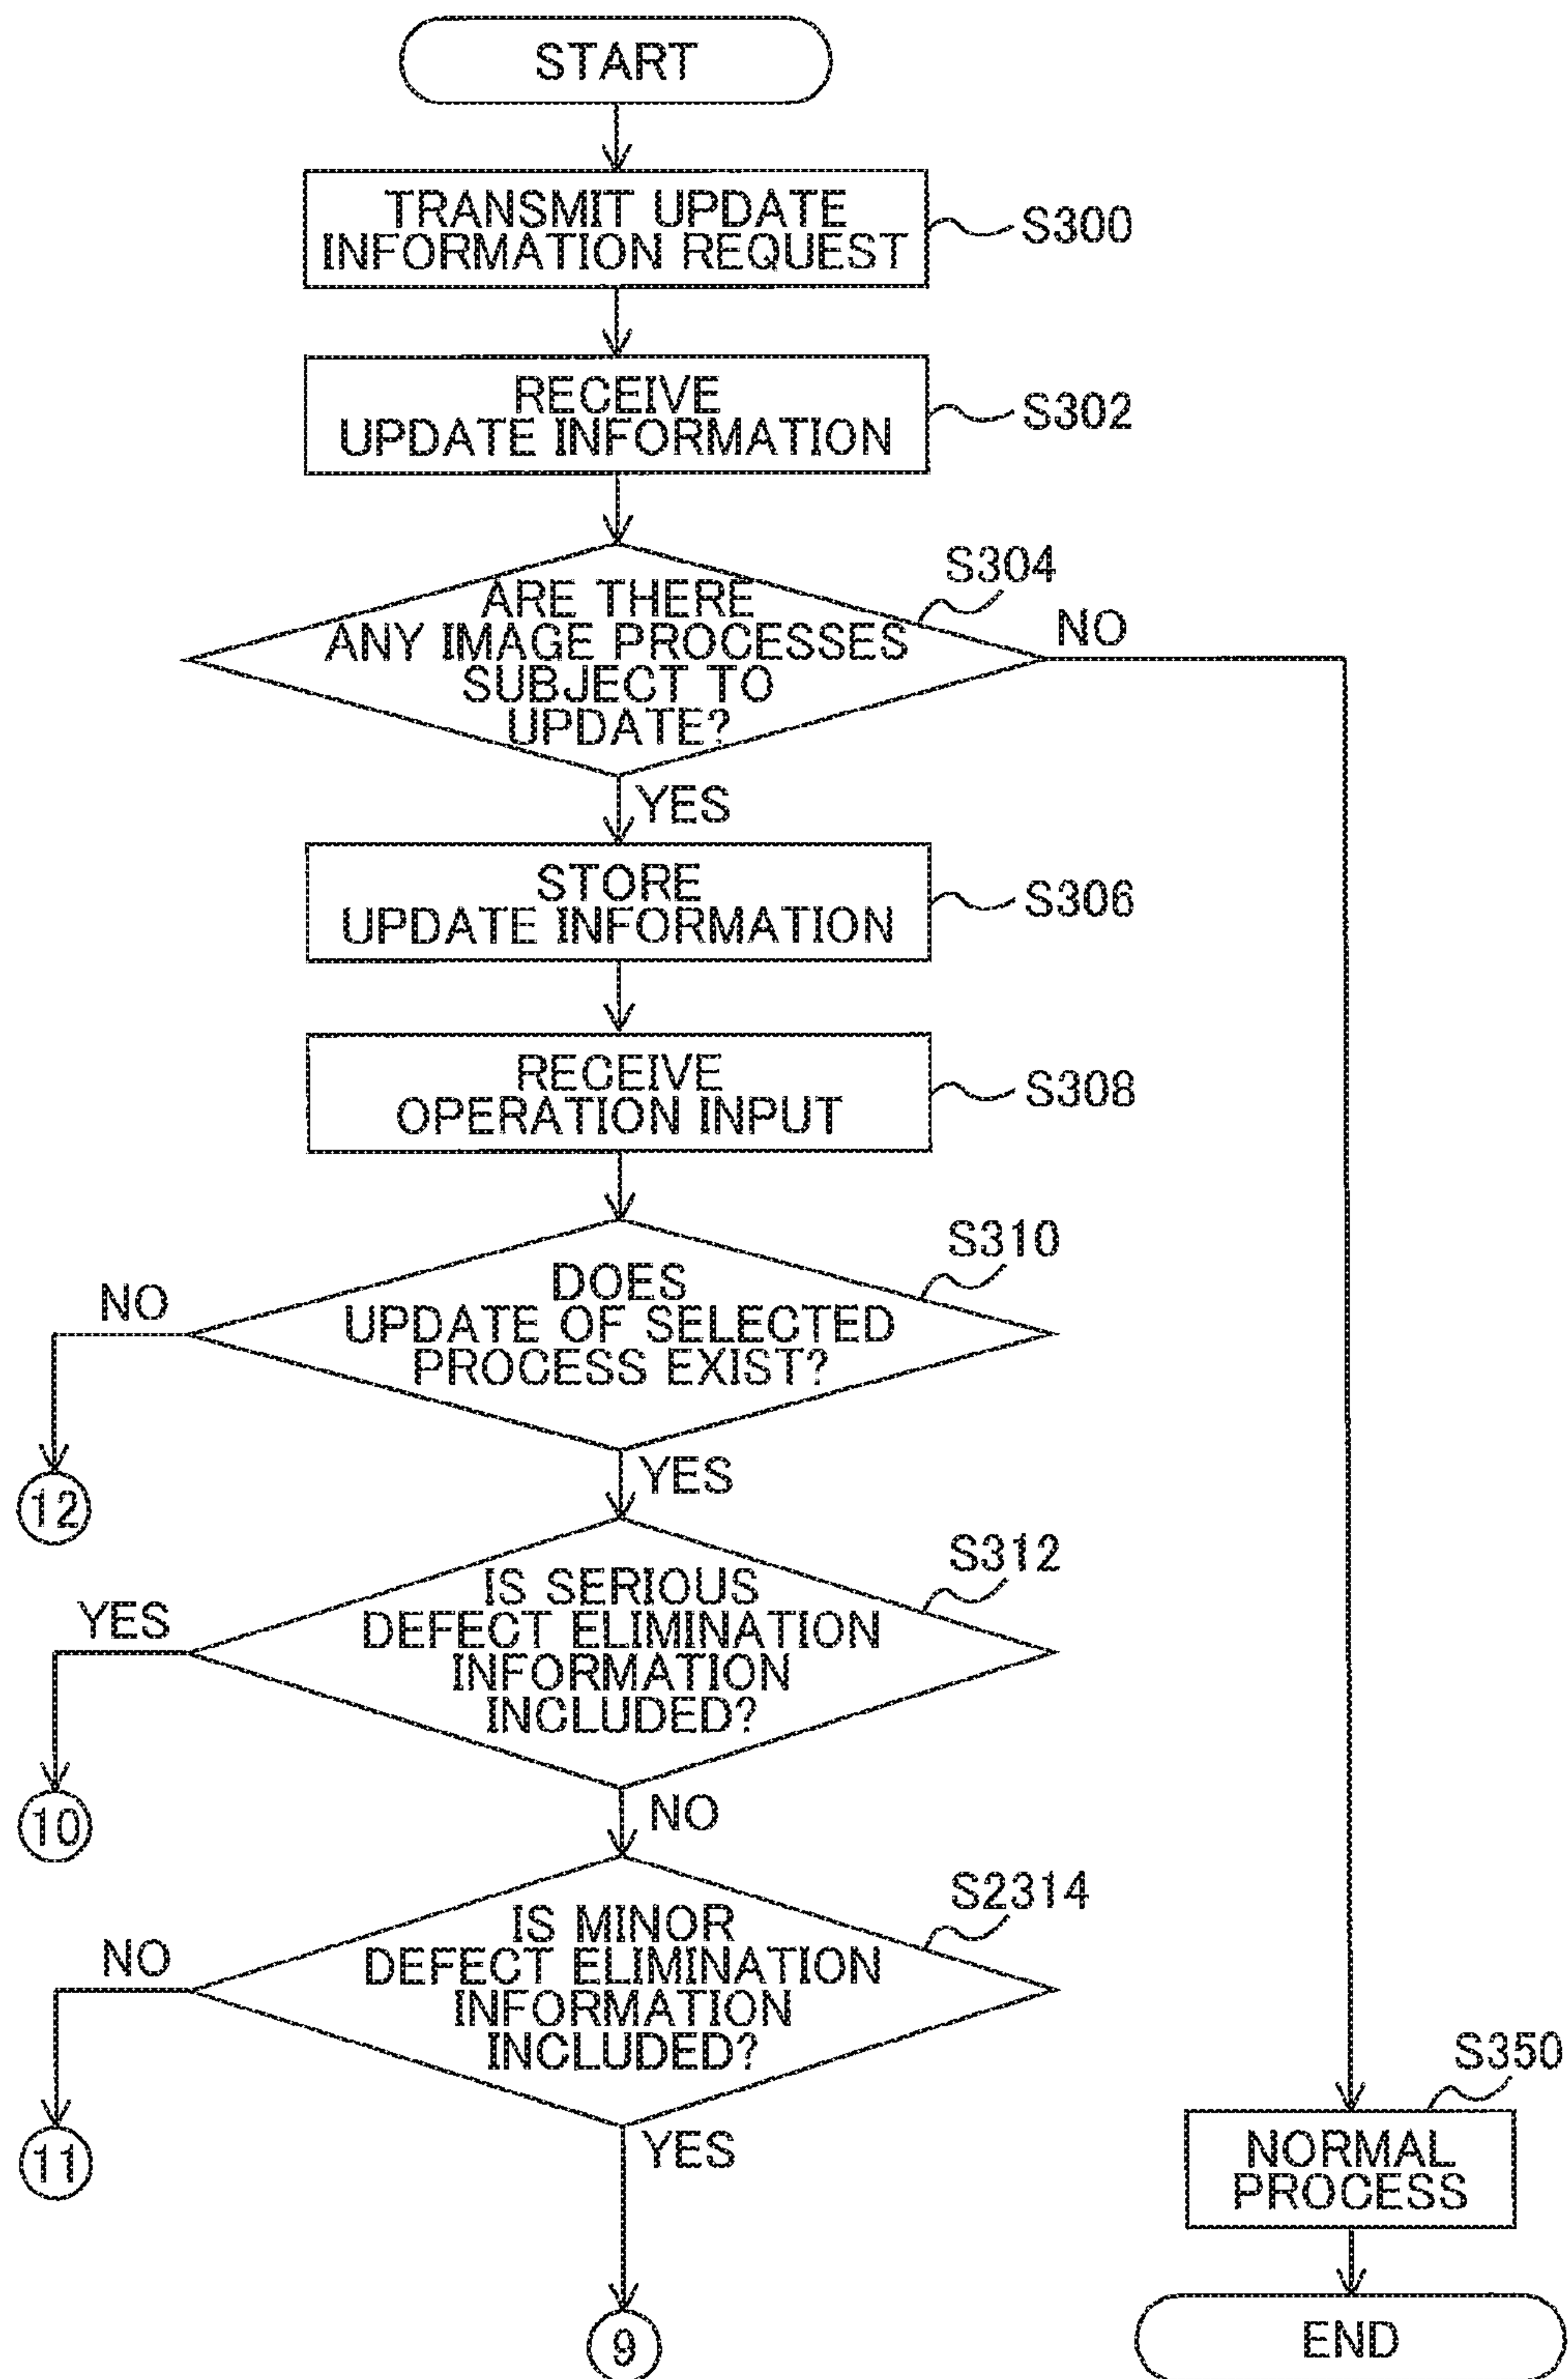 START
TRANSMIT UPDATE
INFORMATION REQUEST
S300
RECEIVE
UPDATE INFORMATION
S302
S304
ARE THERE
ANY IMAGE PROCESSES
SUBJECT TO
UPDATE?
NO
YES
STORE
UPDATE INFORMATION
S306
RECEIVE
OPERATION INPUT
S308
S310
DOES
UPDATE OF SELECTED
PROCESS EXIST?
NO
12
YES
S312
IS SERIOUS
DEFECT ELIMINATION
INFORMATION
INCLUDED?
YES
10
NO
S2314
IS MINOR
DEFECT ELIMINATION
INFORMATION
INCLUDED?
NO
11
YES
9
S350
NORMAL
PROCESS
END